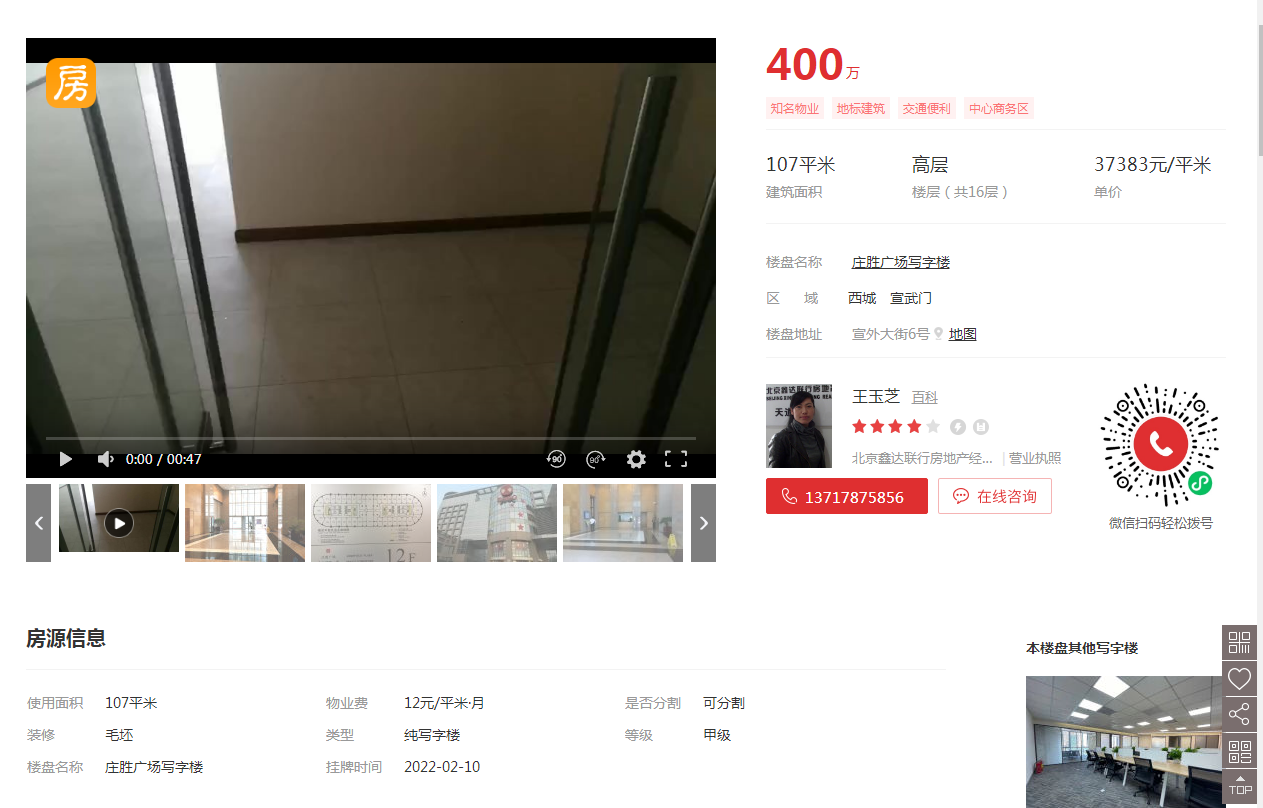 房
400万
知名物业 地标建筑 交通便利 中心商务区
107平米 高层 37383元/平米
建筑面积 楼层（共16层） 单价
楼盘名称 庄胜广场写字楼
区 域 西城 宣武门
楼盘地址 宣外大街6号 地图
王玉芝 百科
北京鑫达联行房地产经... 营业执照
13717875856 在线咨询
微信扫码轻松拨号
0:00 / 00:47
90 90
12F
房源信息
本楼盘其他写字楼
使用面积 107平米 物业费 12元/平米·月 是否分割 可分割
装修 毛坯 类型 纯写字楼 等级 甲级
楼盘名称 庄胜广场写字楼 挂牌时间 2022-02-10
TOP